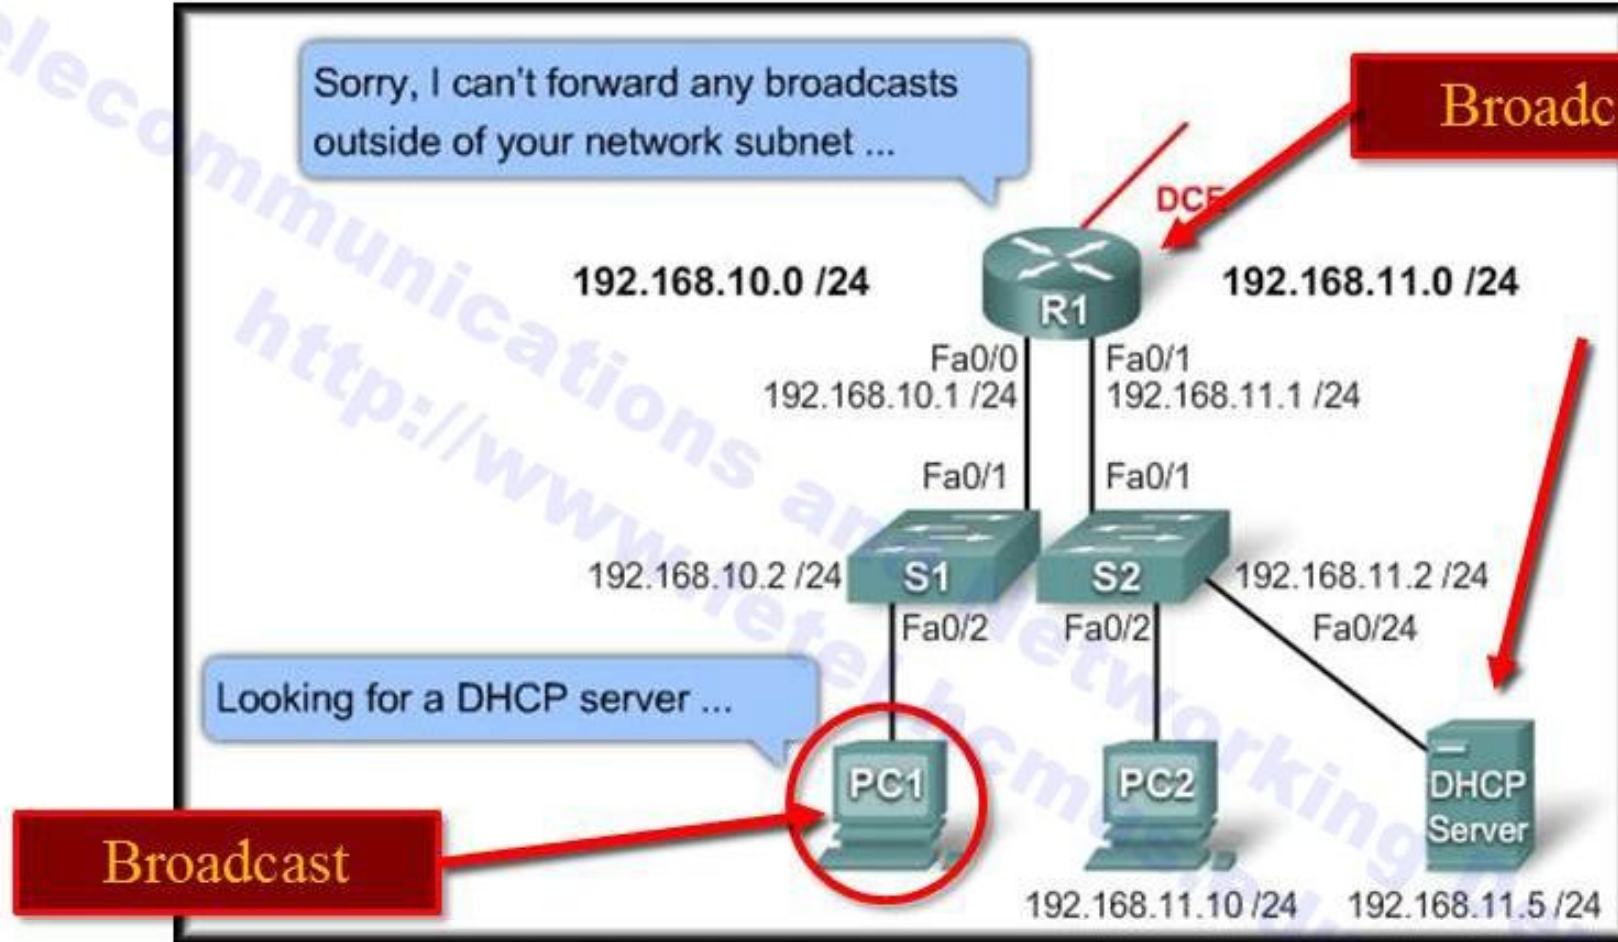 Sorry, I can't forward any broadcasts
outside of your network subnet ...
Broadc
DCE
192.168.10.0 /24
192.168.11.0 /24
R1
Fa0/0
Fa0/1
192.168.10.1 /24
192.168.11.1 /24
Fa0/1
Fa0/1
192.168.10.2 /24
S1
S2
192.168.11.2 /24
Fa0/2
Fa0/2
Fa0/24
Looking for a DHCP server ...
PC1
PC2
DHCP
Server
Broadcast
192.168.11.10 /24
192.168.11.5 /24
elecommunications and Networking